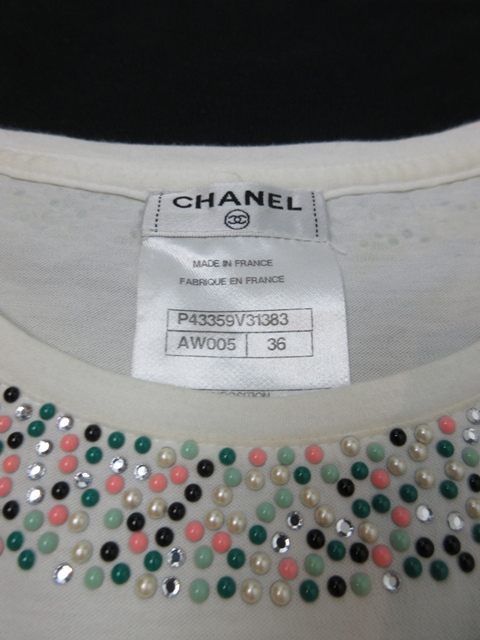 CHANEL
MADE IN FRANCE
FABRIQUE EN FRANCE
P43359V31383
AW005 36